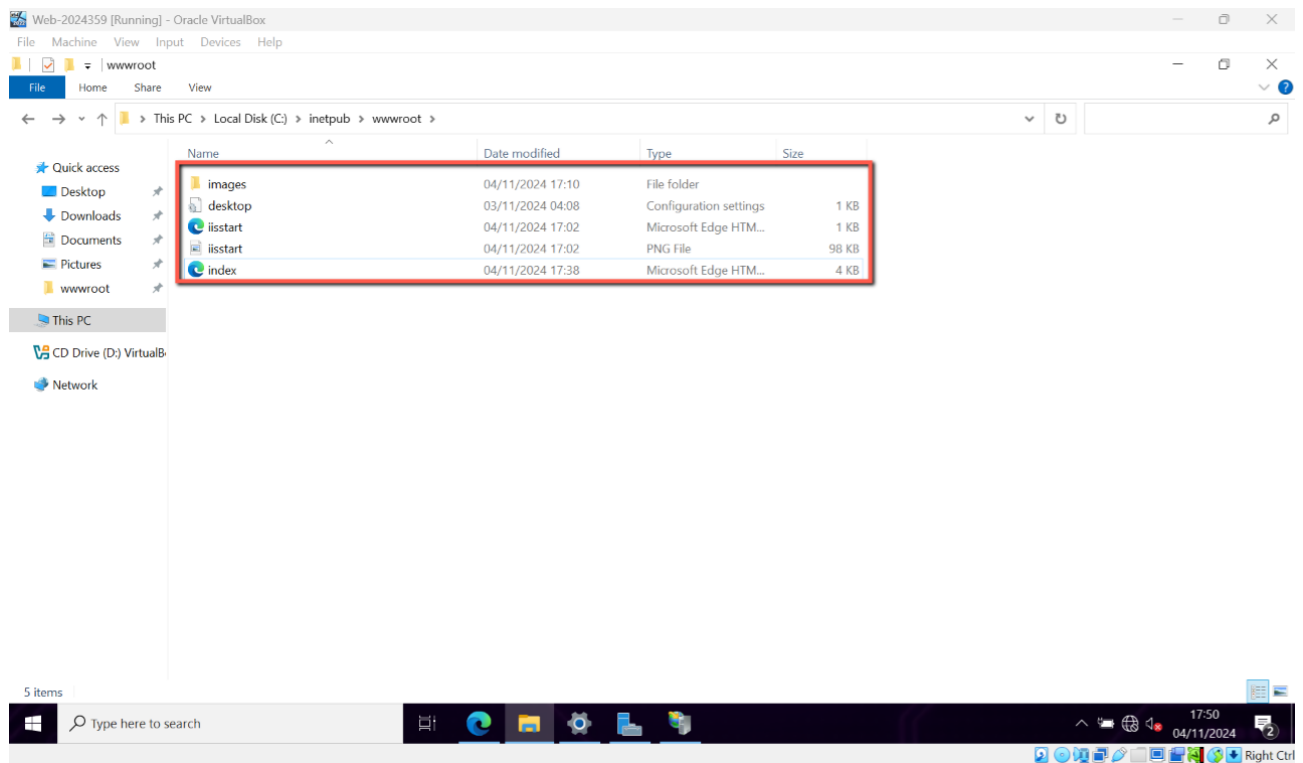 Web-2024359 [Running] - Oracle VirtualBox
File Machine View Input Devices Help
wwwroot
File Home Share View
This PC > Local Disk (C:) > inetpub > wwwroot >
Name Date modified Type Size
Quick access
Desktop
Downloads
Documents
Pictures
wwwroot
This PC
CD Drive (D:) VirtualB
Network
images 04/11/2024 17:10 File folder
desktop 03/11/2024 04:08 Configuration settings 1 KB
iisstart 04/11/2024 17:02 Microsoft Edge HTM... 1 KB
iisstart 04/11/2024 17:02 PNG File 98 KB
index 04/11/2024 17:38 Microsoft Edge HTM... 4 KB
5 items
Type here to search
17:50
04/11/2024
2
Right Ctrl